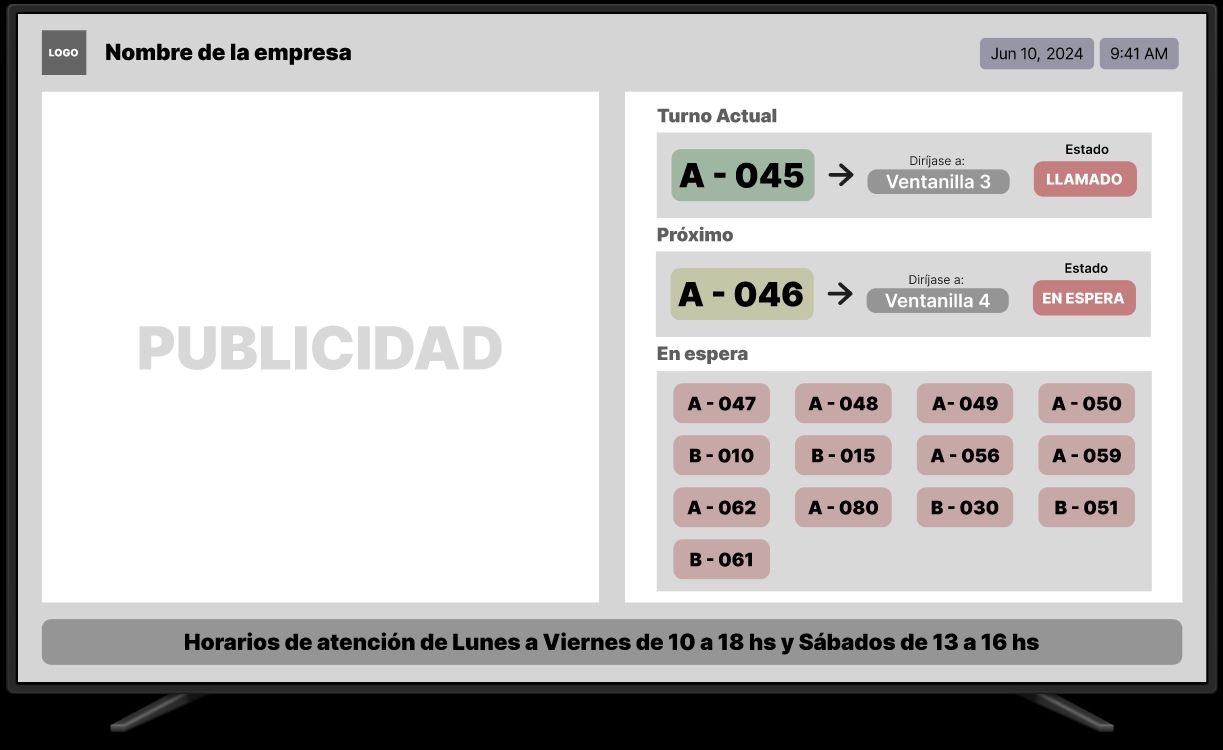 LOGO
Nombre de la empresa
Jun 10, 2024
9:41 AM
PUBLICIDAD
Turno Actual
A - 045
Diríjase a:
Ventanilla 3
Estado
LLAMADO
Próximo
A - 046
Diríjase a:
Ventanilla 4
Estado
EN ESPERA
En espera
A - 047
A - 048
A- 049
A - 050
B - 010
B - 015
A - 056
A - 059
A - 062
A - 080
B - 030
B - 051
B - 061
Horarios de atención de Lunes a Viernes de 10 a 18 hs y Sábados de 13 a 16 hs